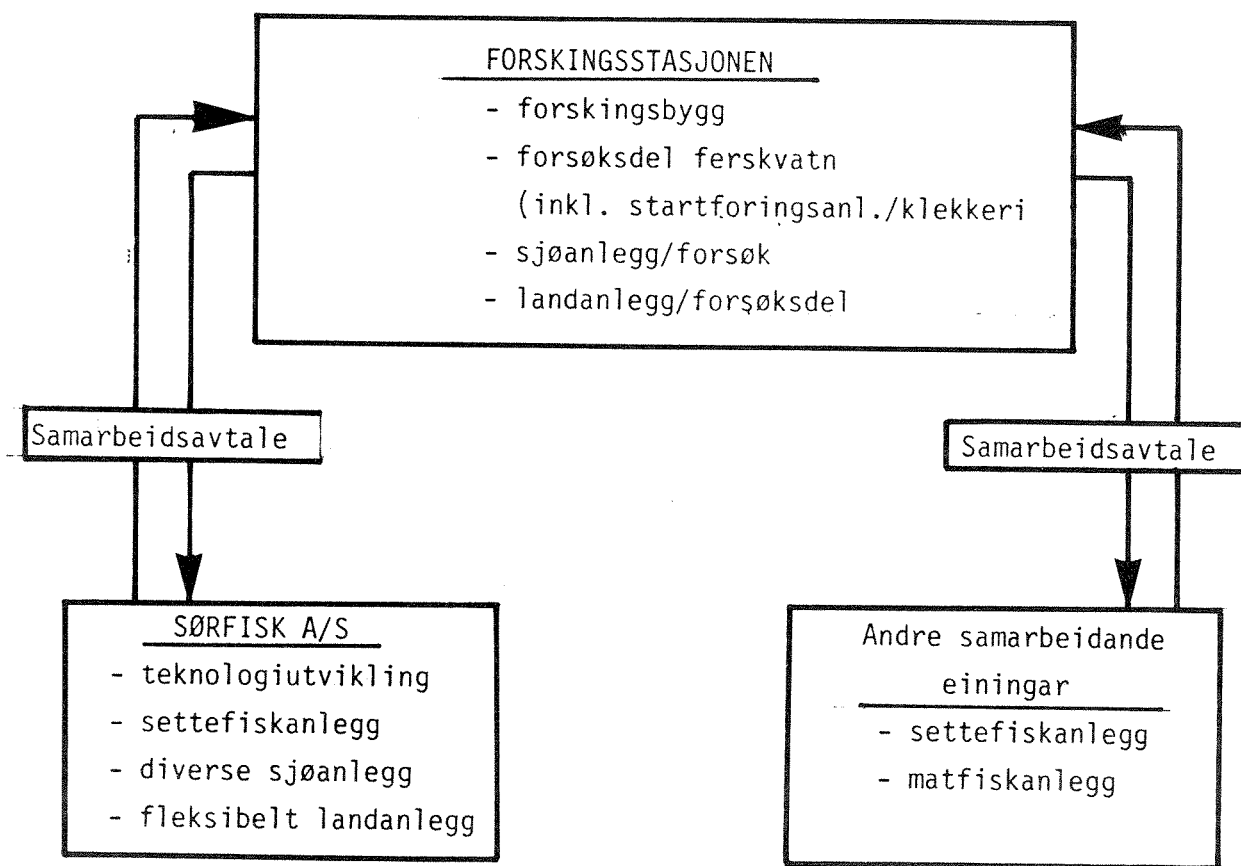 FORSKINGSSTASJONEN
- forskingsbygg
- forsøksdel ferskvatn
(inkl. startforingsanl./klekkeri
- sjøanlegg/forsøk
- landanlegg/forsøksdel
Samarbeidsavtale
Samarbeidsavtale
SØRFISK A/S
- teknologiutvikling
- settefiskanlegg
- diverse sjøanlegg
- fleksibelt landanlegg
Andre samarbeidande
einingar
- settefiskanlegg
- matfiskanlegg